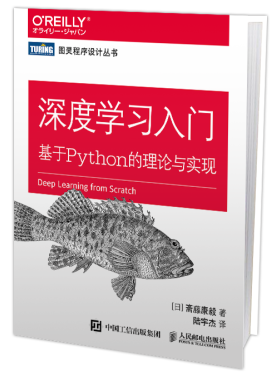 O'REILLY®
オライリー・ジャパン
TURING
图灵程序设计丛书
深度学习入门
基于Python的理论与实现
Deep Learning from Scratch
[日] 斋藤康毅 著
陆宇杰 译
中国工信出版集团
人民邮电出版社